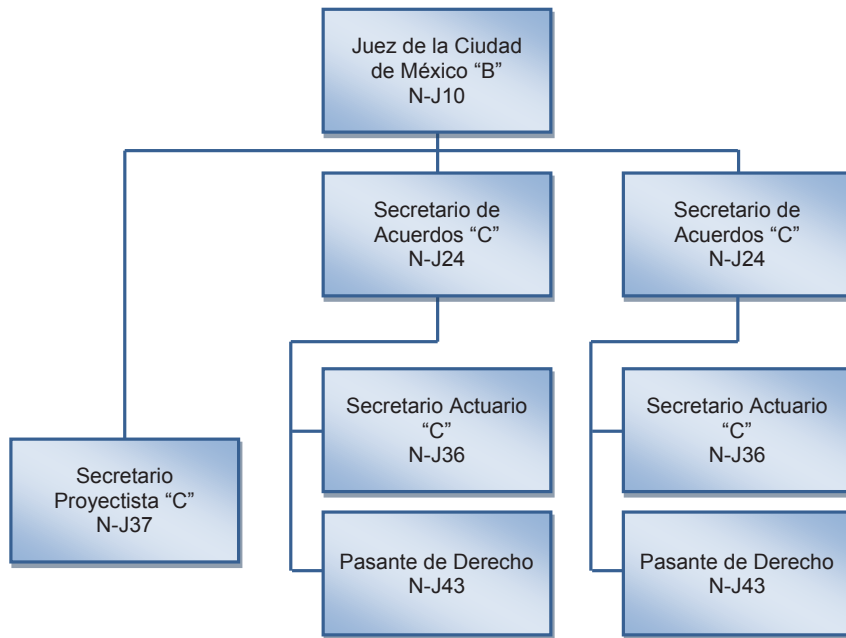 Juez de la Ciudad
de México “B”
N-J10
Secretario de
Acuerdos “C”
N-J24
Secretario de
Acuerdos “C”
N-J24
Secretario Actuario
“C”
N-J36
Secretario Actuario
“C”
N-J36
Secretario
Proyectista “C”
N-J37
Pasante de Derecho
N-J43
Pasante de Derecho
N-J43